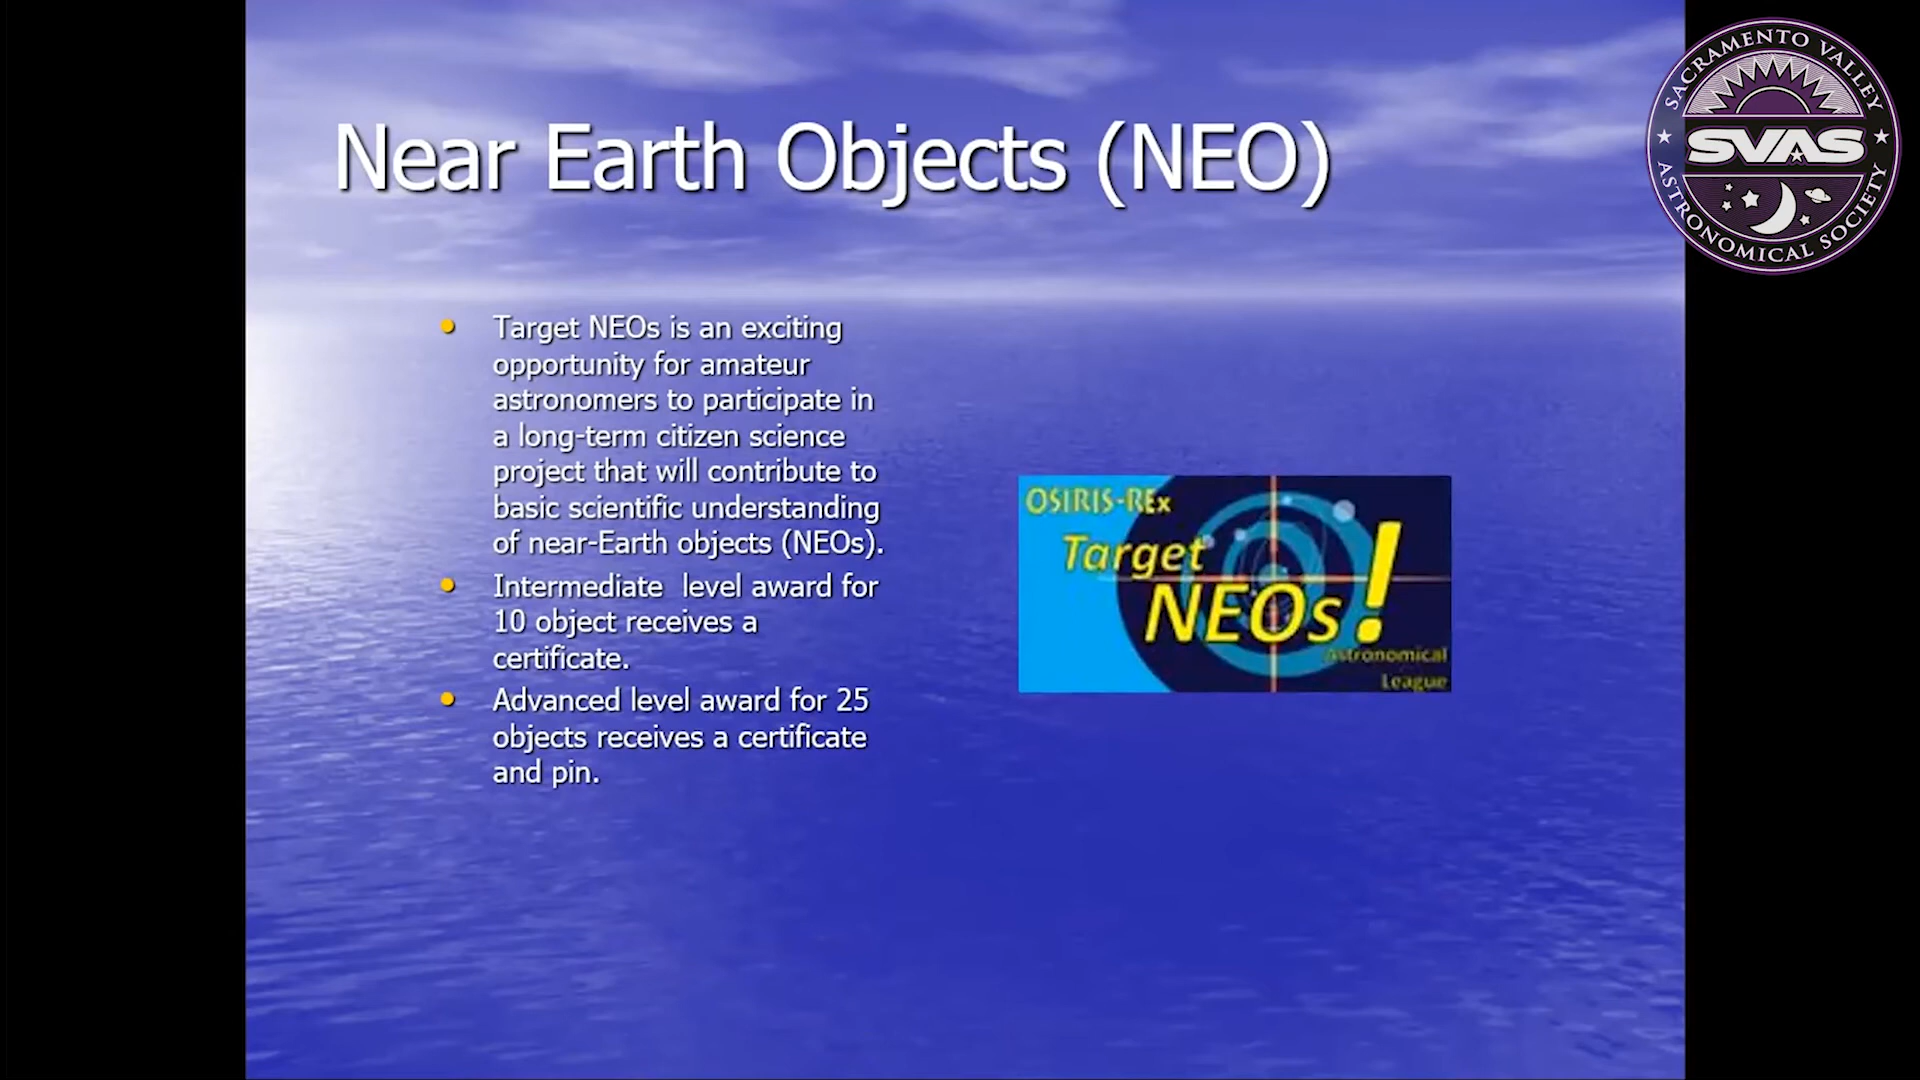 Near Earth Objects (NEO)
SACRAMENTO VALLEY
SVAS
ASTRONOMICAL SOCIETY
Target NEOs is an exciting
opportunity for amateur
astronomers to participate in
a long-term citizen science
project that will contribute to
basic scientific understanding
of near-Earth objects (NEOs).
Intermediate  level award for
10 object receives a
certificate.
Advanced level award for 25
objects receives a certificate
and pin.
OSIRIS-REx
Target
NEOs!
Astronomical
League